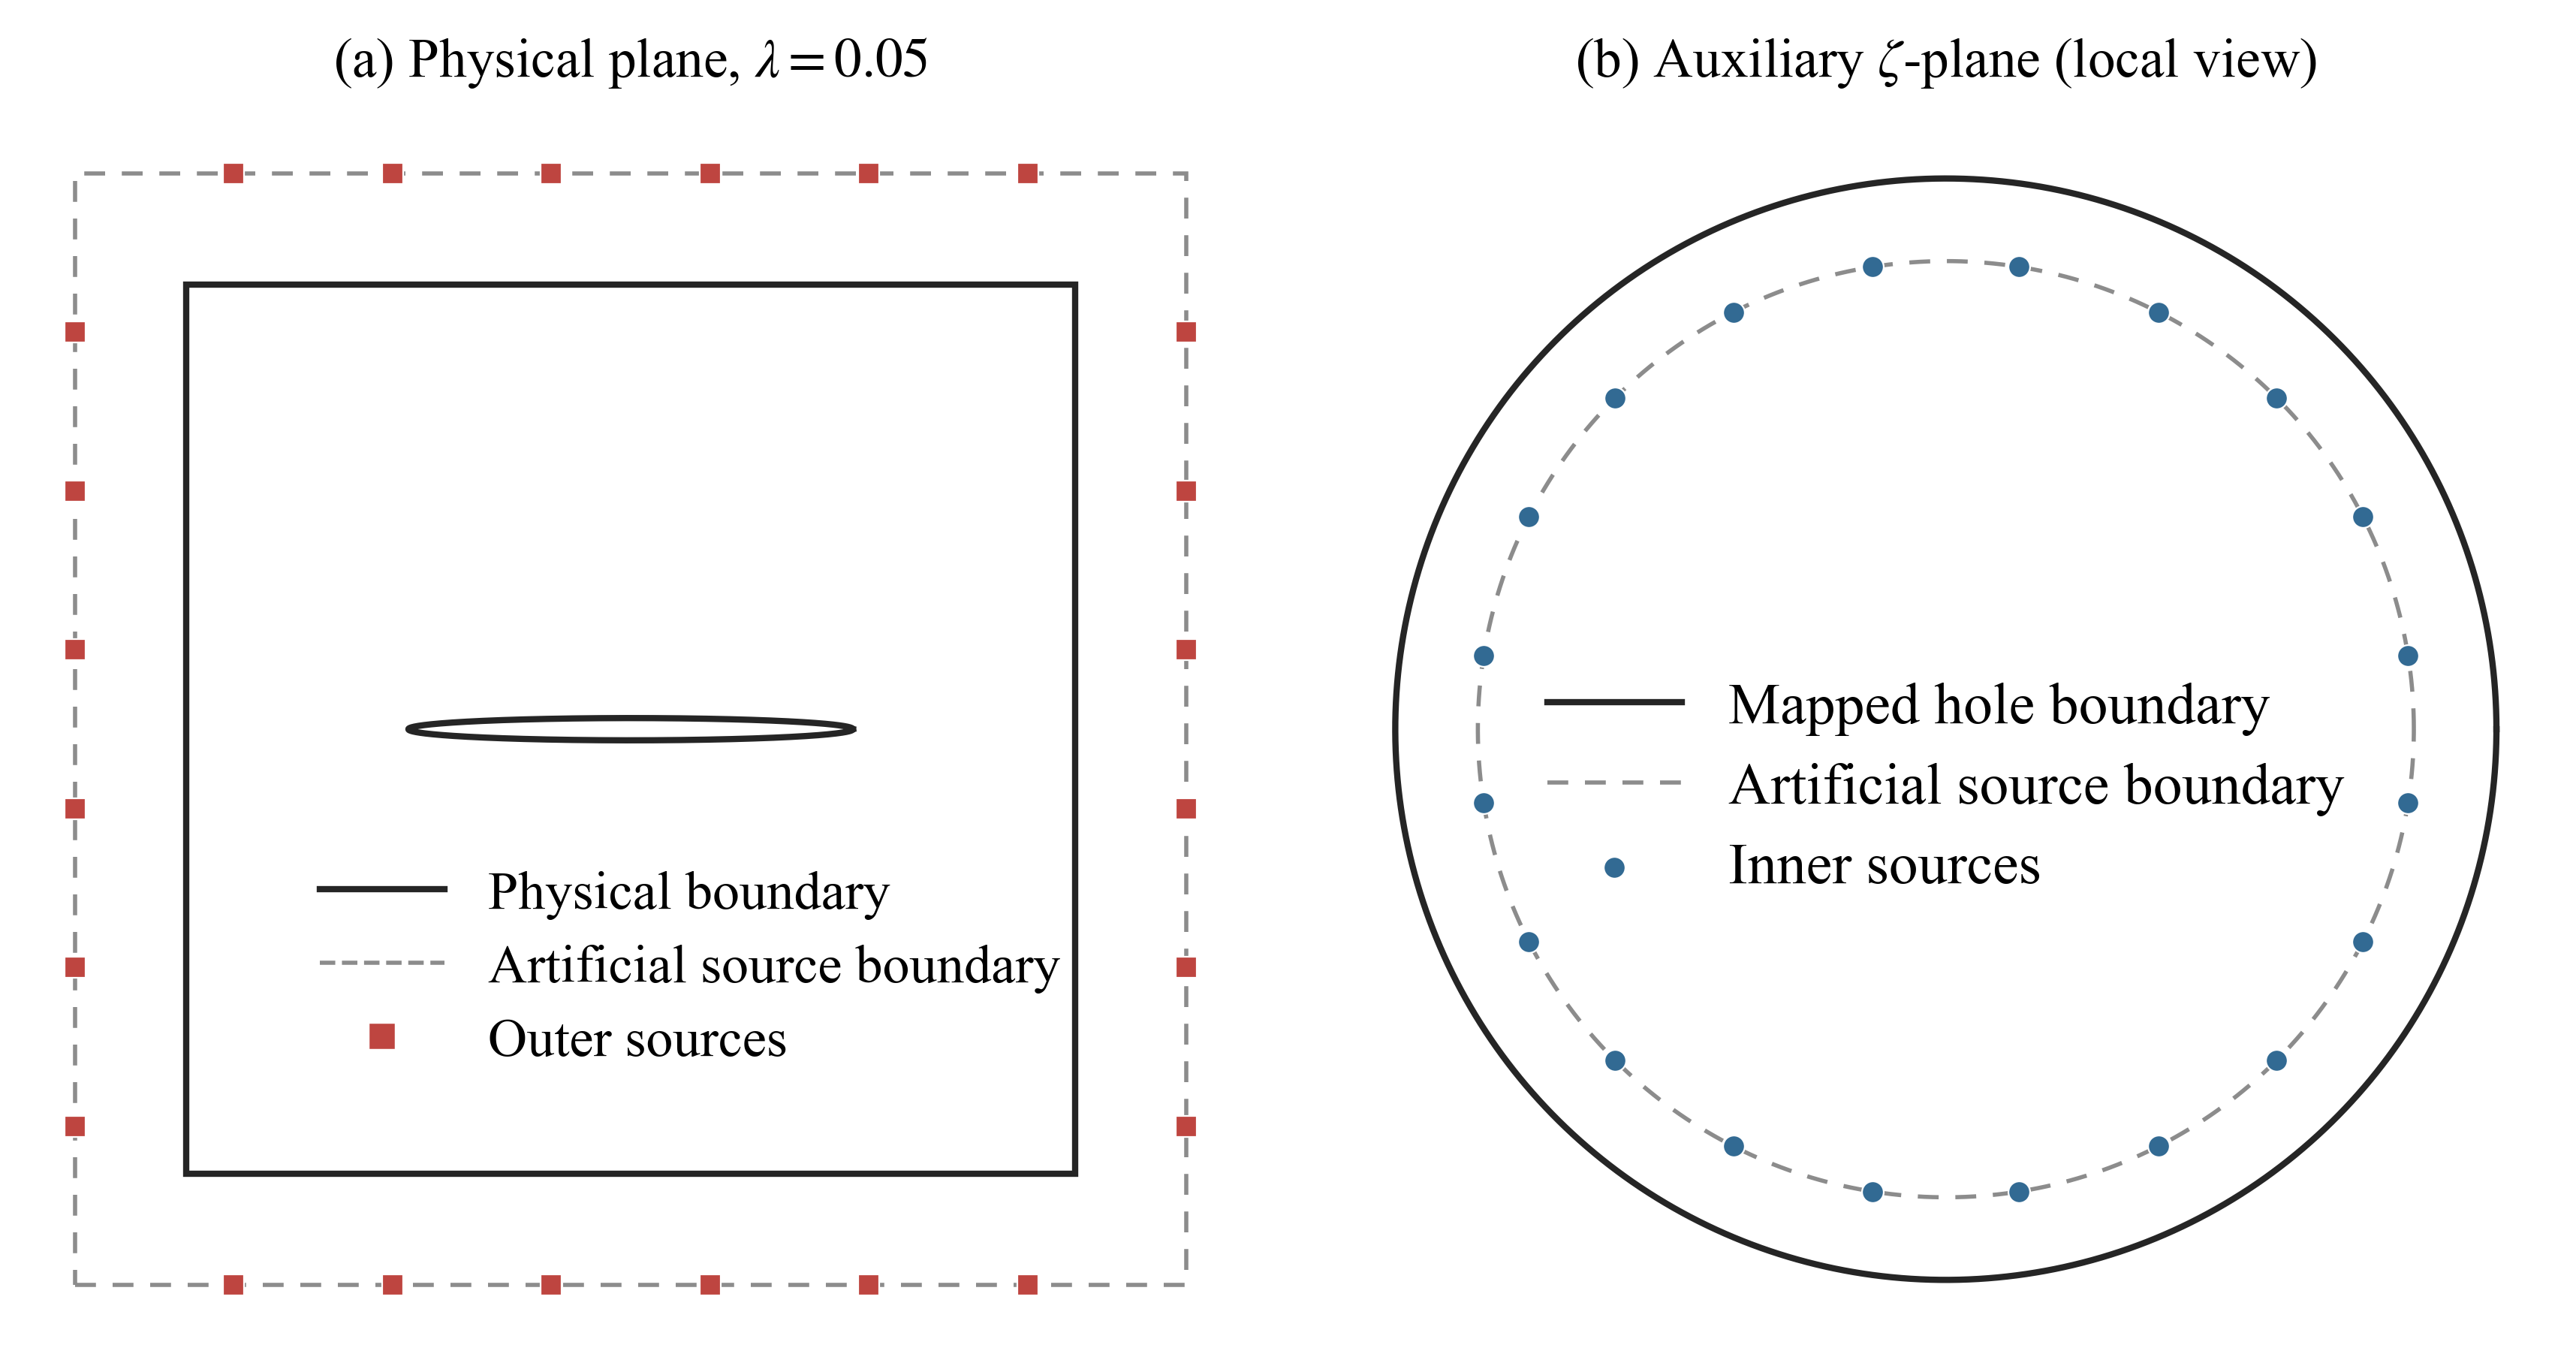 (a) Physical plane, λ = 0.05
(b) Auxiliary ζ-plane (local view)
Physical boundary
Artificial source boundary
Outer sources
Mapped hole boundary
Artificial source boundary
Inner sources